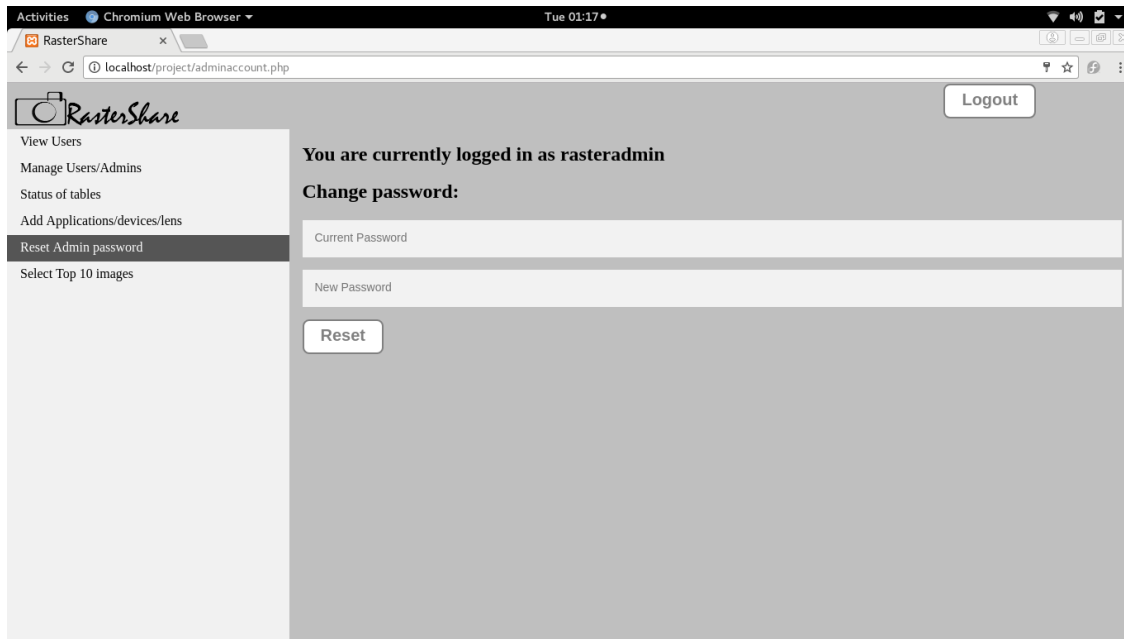 Activities Chromium Web Browser Tue 01:17
RasterShare
localhost/project/adminaccount.php
RasterShare
Logout
View Users
Manage Users/Admins
Status of tables
Add Applications/devices/lens
Reset Admin password
Select Top 10 images
You are currently logged in as rasteradmin
Change password:
Current Password
New Password
Reset